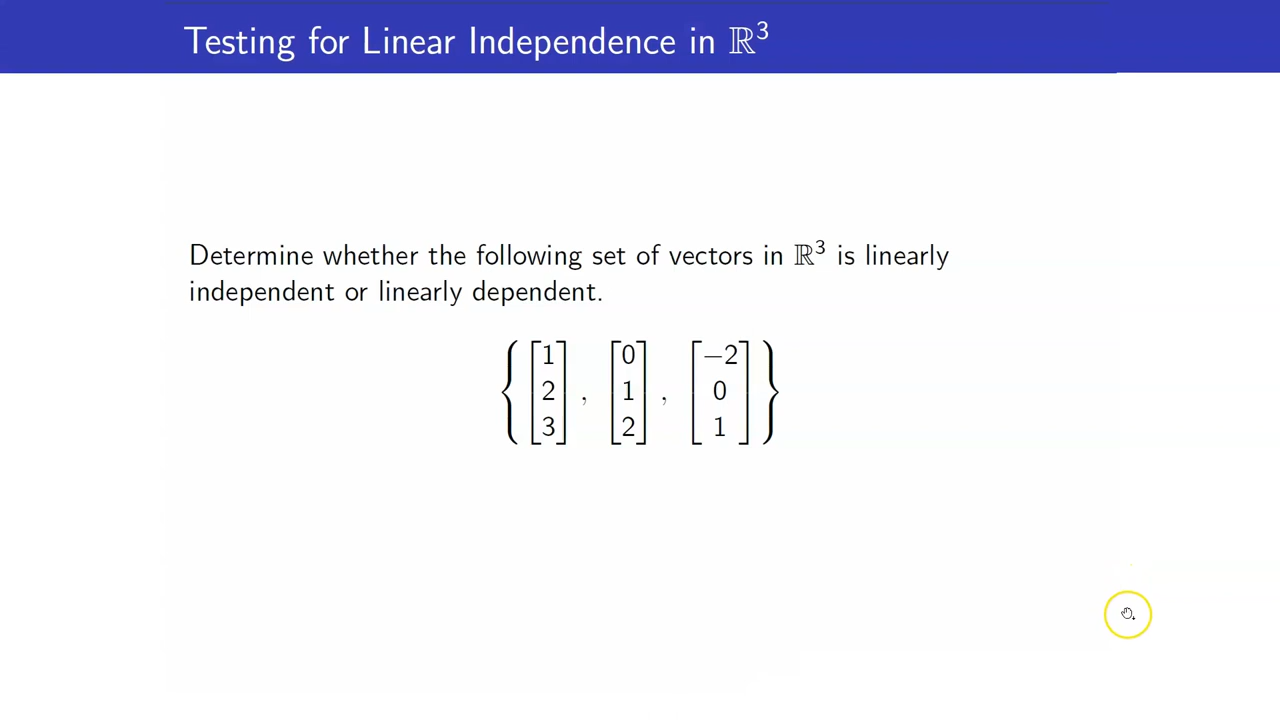 Testing for Linear Independence in ℝ³
Determine whether the following set of vectors in ℝ³ is linearly
independent or linearly dependent.
{[1 2 3], [0 1 2], [−2 0 1]}